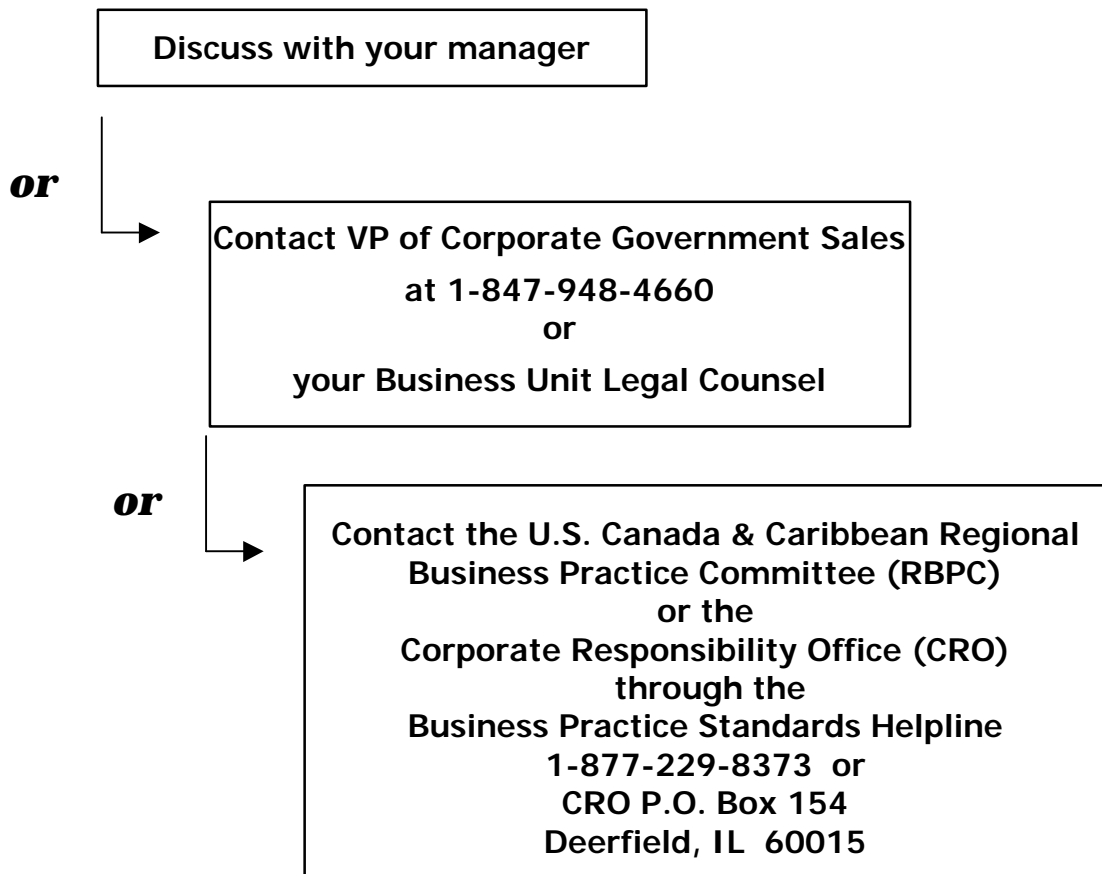 Discuss with your manager
or
Contact VP of Corporate Government Sales
at 1-847-948-4660
or
your Business Unit Legal Counsel
or
Contact the U.S. Canada & Caribbean Regional
Business Practice Committee (RBPC)
or the
Corporate Responsibility Office (CRO)
through the
Business Practice Standards Helpline
1-877-229-8373 or
CRO P.O. Box 154
Deerfield, IL 60015